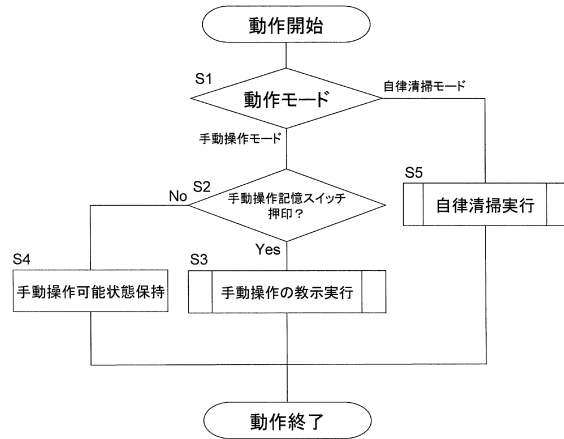 動作開始
S1
動作モード
自律清掃モード
手動操作モード
S2
No
手動操作記憶スイッチ
押印？
Yes
S5
自律清掃実行
S4
手動操作可能状態保持
S3
手動操作の教示実行
動作終了